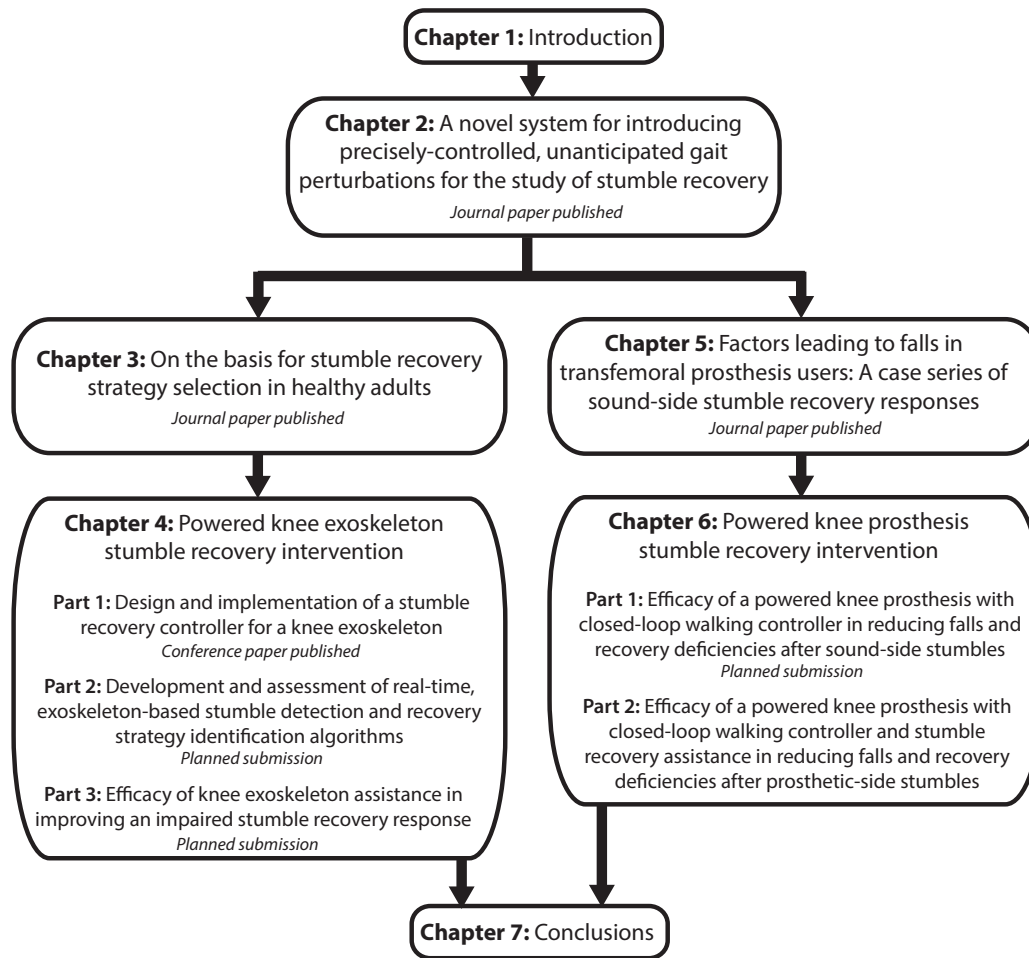 Chapter 1: Introduction
Chapter 2: A novel system for introducing
precisely-controlled, unanticipated gait
perturbations for the study of stumble recovery
Journal paper published
Chapter 3: On the basis for stumble recovery
strategy selection in healthy adults
Journal paper published
Chapter 5: Factors leading to falls in
transfemoral prosthesis users: A case series of
sound-side stumble recovery responses
Journal paper published
Chapter 4: Powered knee exoskeleton
stumble recovery intervention
Part 1: Design and implementation of a stumble
recovery controller for a knee exoskeleton
Conference paper published
Part 2: Development and assessment of real-time,
exoskeleton-based stumble detection and recovery
strategy identification algorithms
Planned submission
Part 3: Efficacy of knee exoskeleton assistance in
improving an impaired stumble recovery response
Planned submission
Chapter 6: Powered knee prosthesis
stumble recovery intervention
Part 1: Efficacy of a powered knee prosthesis with
closed-loop walking controller in reducing falls and
recovery deficiencies after sound-side stumbles
Planned submission
Part 2: Efficacy of a powered knee prosthesis with
closed-loop walking controller and stumble
recovery assistance in reducing falls and recovery
deficiencies after prosthetic-side stumbles
Chapter 7: Conclusions